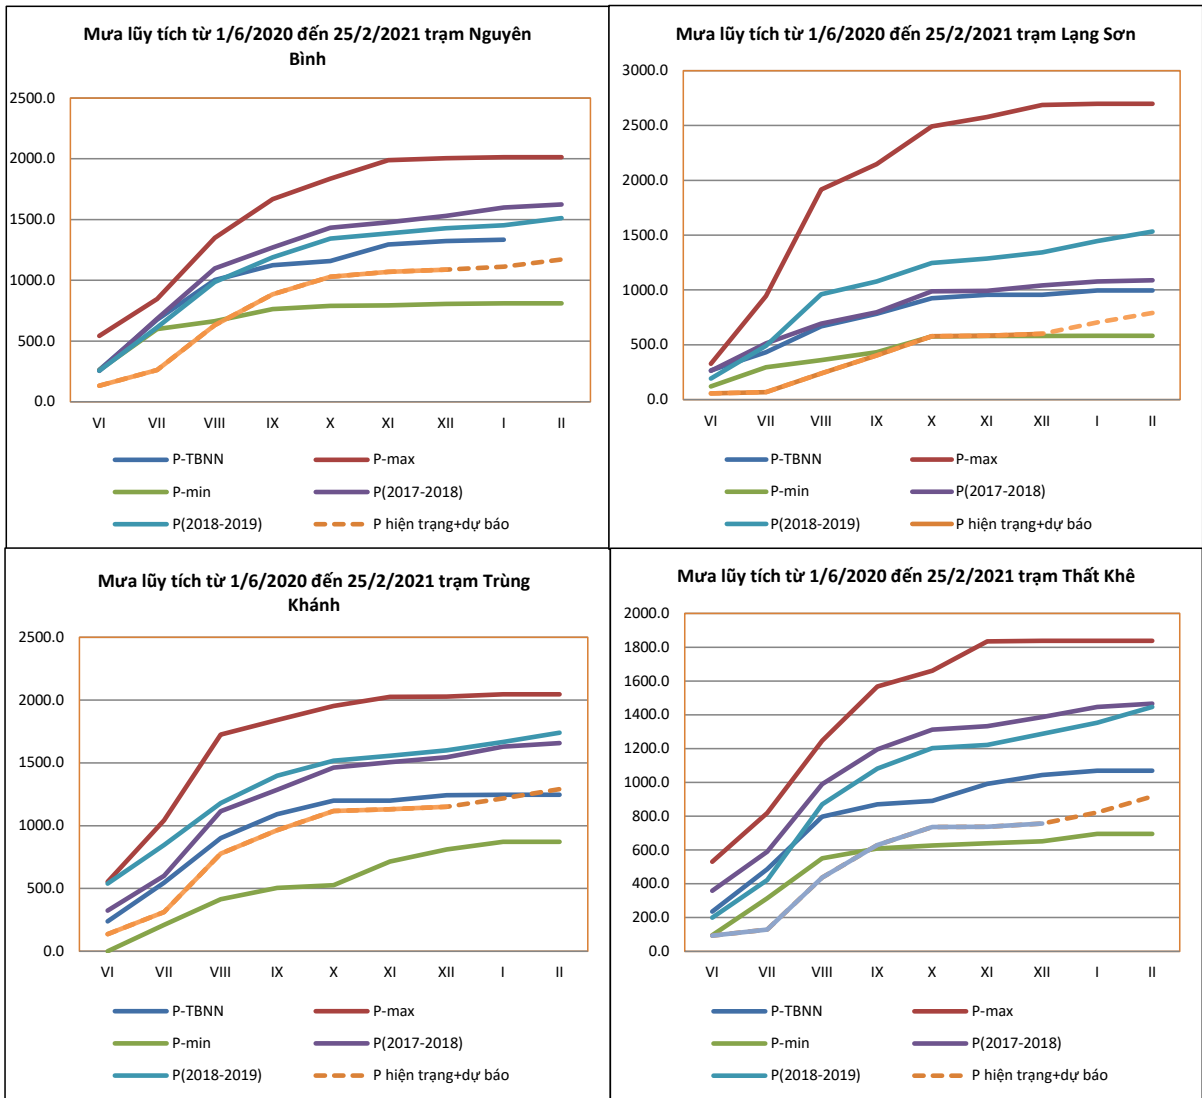 Mưa lũy tích từ 1/6/2020 đến 25/2/2021 trạm Nguyên
Bình
2500.0
2000.0
1500.0
1000.0
500.0
0.0
VI VII VIII IX X XI XII I II
P-TBNN P-max
P-min P(2017-2018)
P(2018-2019) P hiện trạng+dự báo
Mưa lũy tích từ 1/6/2020 đến 25/2/2021 trạm Lạng Sơn
3000.0
2500.0
2000.0
1500.0
1000.0
500.0
0.0
VI VII VIII IX X XI XII I II
P-TBNN P-max
P-min P(2017-2018)
P(2018-2019) P hiện trạng+dự báo
Mưa lũy tích từ 1/6/2020 đến 25/2/2021 trạm Trùng
Khánh
2500.0
2000.0
1500.0
1000.0
500.0
0.0
VI VII VIII IX X XI XII I II
P-TBNN P-max
P-min P(2017-2018)
P(2018-2019) P hiện trạng+dự báo
Mưa lũy tích từ 1/6/2020 đến 25/2/2021 trạm Thất Khê
2000.0
1800.0
1600.0
1400.0
1200.0
1000.0
800.0
600.0
400.0
200.0
0.0
VI VII VIII IX X XI XII I II
P-TBNN P-max
P-min P(2017-2018)
P(2018-2019) P hiện trạng+dự báo